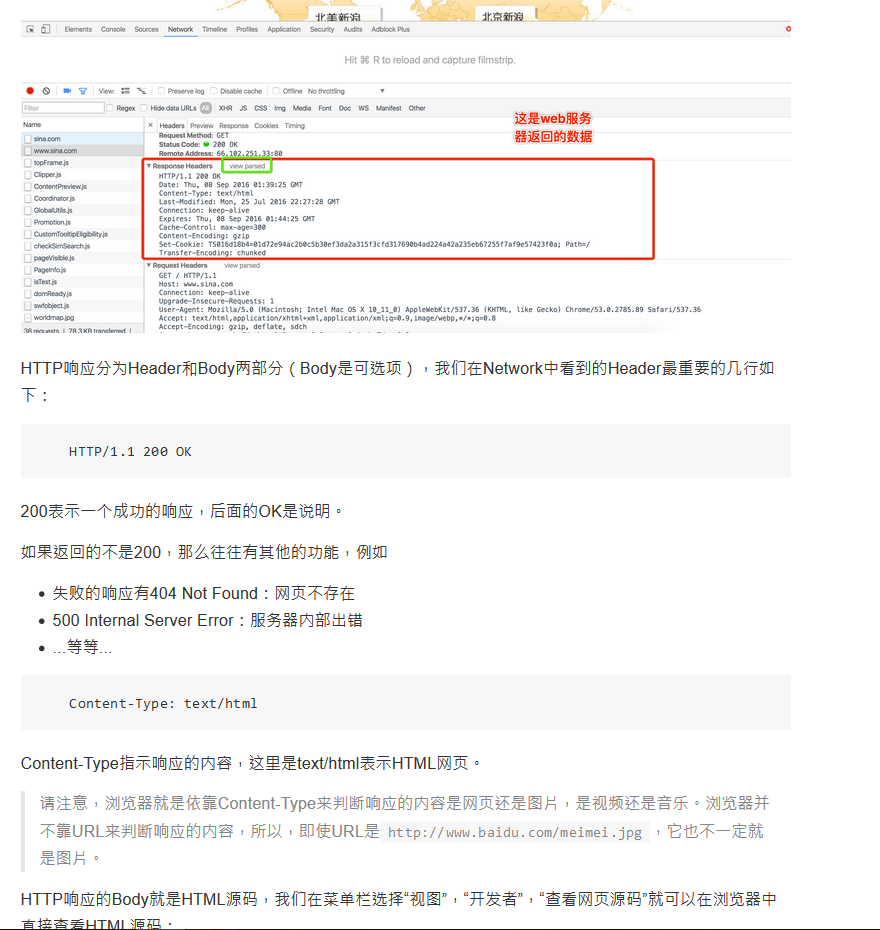 北美新浪 北京新浪
Elements Console Sources Network Timeline Profiles Application Security Audits Adblock Plus
Hit ⌘ R to reload and capture filmstrip.
View: Preserve log Disable cache Offline No throttling
Filter Regex Hide data URLs All XHR JS CSS Img Media Font Doc WS Manifest Other
Name
sina.com
www.sina.com
topFrame.js
Clipper.js
ContentPreview.js
Coordinator.js
GlobalUtils.js
Promotion.js
CustomTooltipEligibility.js
checkSimSearch.js
pageVisible.js
PageInfo.js
isTest.js
domReady.js
swfobject.js
worldmap.jpg
36 requests | 78.3 KB transferred | ...
× Headers Preview Response Cookies Timing
这是web服务
器返回的数据
Request Method: GET
Status Code: 200 OK
Remote Address: 66.102.251.33:80
Response Headers view parsed
HTTP/1.1 200 OK
Date: Thu, 08 Sep 2016 01:39:25 GMT
Content-Type: text/html
Last-Modified: Mon, 25 Jul 2016 22:27:28 GMT
Connection: keep-alive
Expires: Thu, 08 Sep 2016 01:44:25 GMT
Cache-Control: max-age=300
Content-Encoding: gzip
Set-Cookie: TS016d18b4=01d72e94ac2b0c5b30ef3da2a315f3cfd317690b4ad224a42a235eb67255f7af9e57423f0a; Path=/
Transfer-Encoding: chunked
Request Headers view parsed
GET / HTTP/1.1
Host: www.sina.com
Connection: keep-alive
Upgrade-Insecure-Requests: 1
User-Agent: Mozilla/5.0 (Macintosh; Intel Mac OS X 10_11_0) AppleWebKit/537.36 (KHTML, like Gecko) Chrome/53.0.2785.89 Safari/537.36
Accept: text/html,application/xhtml+xml,application/xml;q=0.9,image/webp,*/*;q=0.8
Accept-Encoding: gzip, deflate, sdch
HTTP响应分为Header和Body两部分（Body是可选项），我们在Network中看到的Header最重要的几行如
下：
HTTP/1.1 200 OK
200表示一个成功的响应，后面的OK是说明。
如果返回的不是200，那么往往有其他的功能，例如
• 失败的响应有404 Not Found：网页不存在
• 500 Internal Server Error：服务器内部出错
• ...等等...
Content-Type: text/html
Content-Type指示响应的内容，这里是text/html表示HTML网页。
请注意，浏览器就是依靠Content-Type来判断响应的内容是网页还是图片，是视频还是音乐。浏览器并
不靠URL来判断响应的内容，所以，即使URL是 http://www.baidu.com/meimei.jpg ，它也不一定就
是图片。
HTTP响应的Body就是HTML源码，我们在菜单栏选择“视图”，“开发者”，“查看网页源码”就可以在浏览器中
直接查看HTML源码：